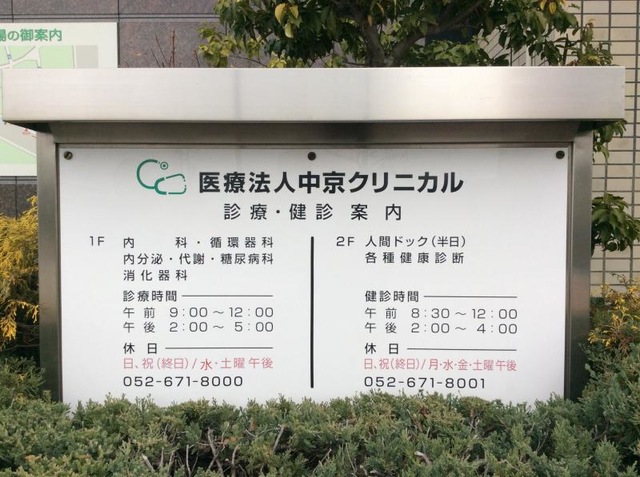 場の御案内
医療法人中京クリニカル
診療・健診 案内
1F 内 科・循環器科
内分泌・代謝・糖尿病科
消化器科
診療時間
午前 9:00~12:00
午後 2:00~5:00
休日
日、祝(終日)/水・土曜午後
052-671-8000
2F 人間ドック(半日)
各種健康診断
健診時間
午前 8:30~12:00
午後 2:00~4:00
休日
日、祝(終日)/月・水・金・土曜午後
052-671-8001